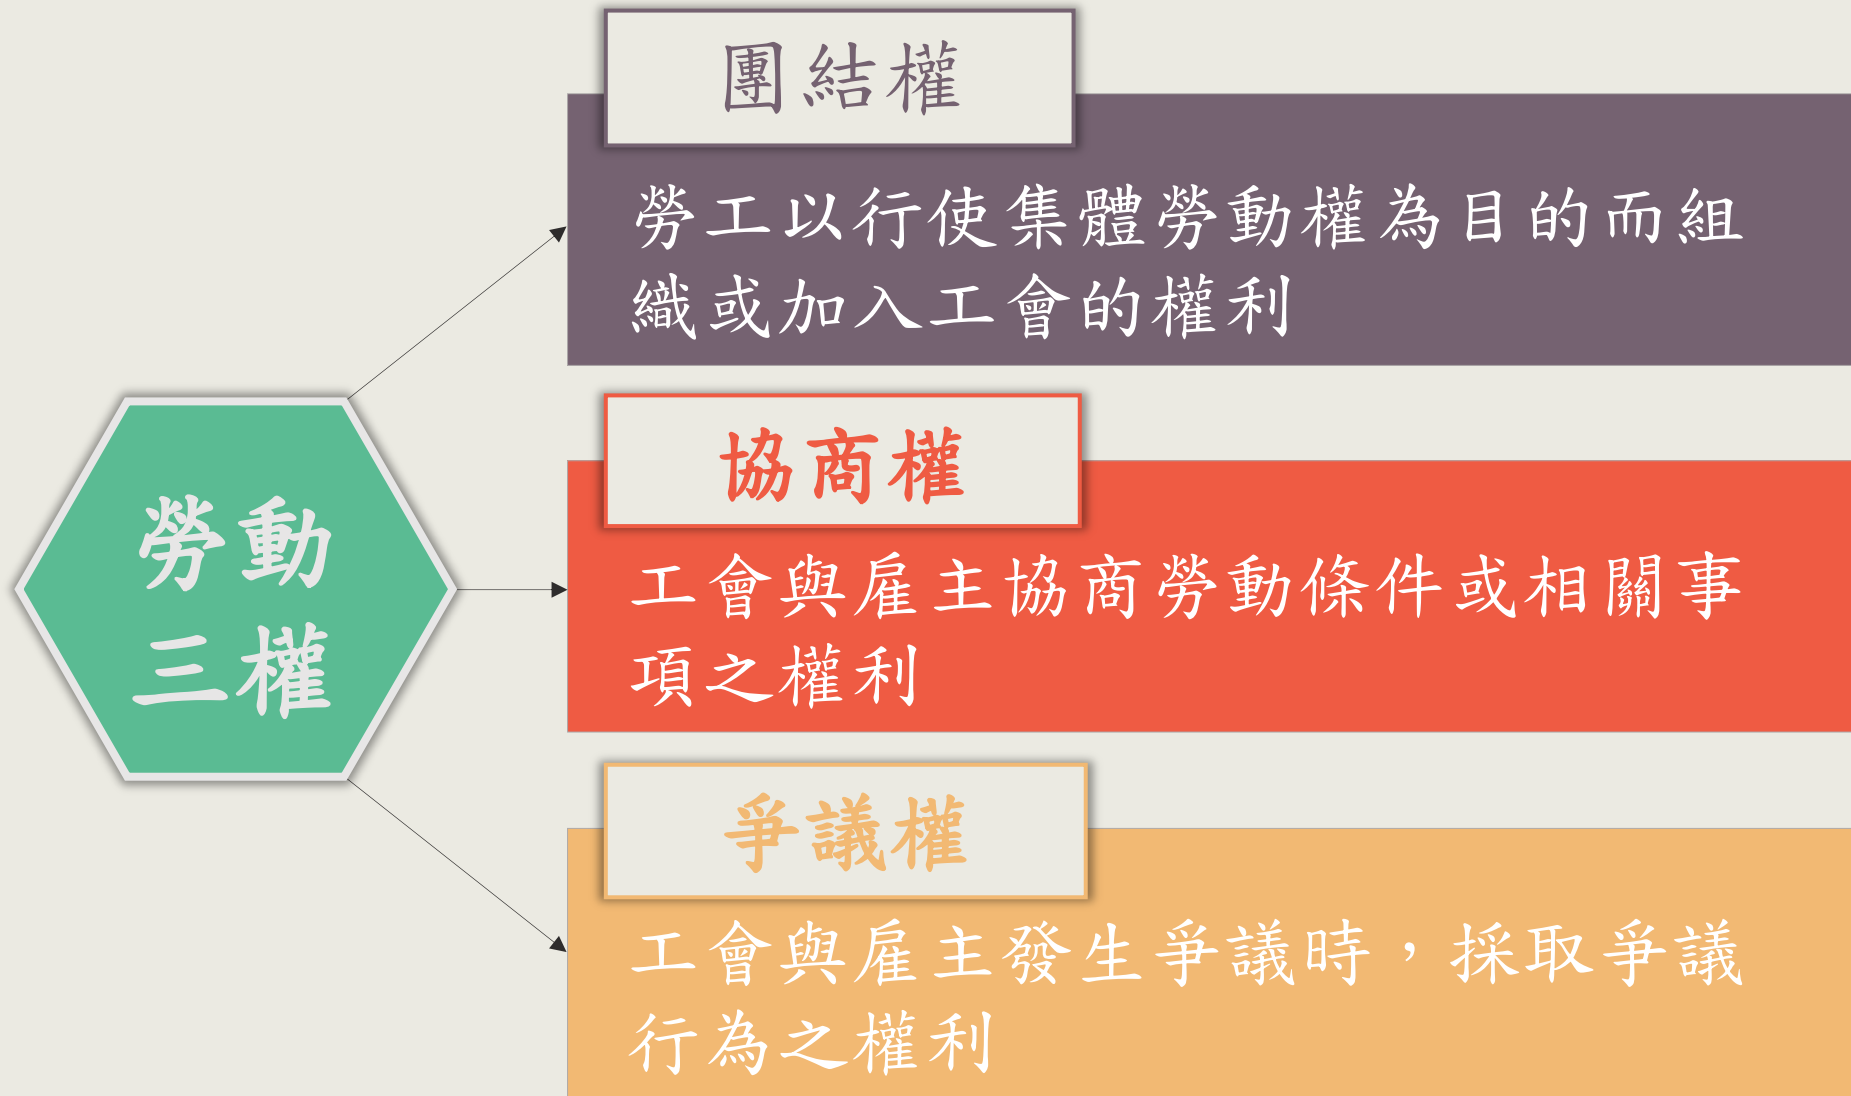 勞動
三權
團結權
勞工以行使集體勞動權為目的而組
織或加入工會的權利
協商權
工會與雇主協商勞動條件或相關事
項之權利
爭議權
工會與雇主發生爭議時，採取爭議
行為之權利